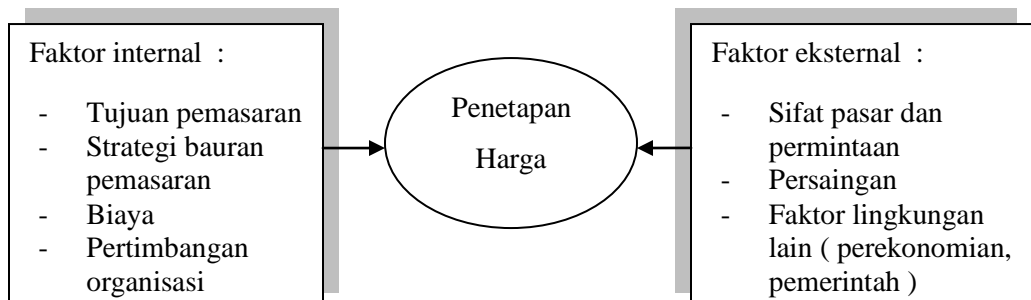 Faktor internal :
- Tujuan pemasaran
- Strategi bauran
pemasaran
- Biaya
- Pertimbangan
organisasi
Penetapan
Harga
Faktor eksternal :
- Sifat pasar dan
permintaan
- Persaingan
- Faktor lingkungan
lain ( perekonomian,
pemerintah )